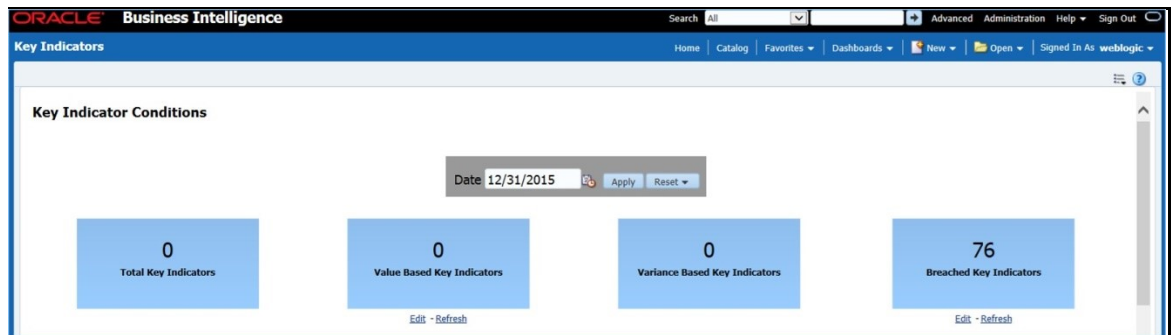 ORACLE Business Intelligence
Search All Advanced Administration Help Sign Out
Key Indicators
Home Catalog Favorites Dashboards New Open Signed In As weblogic
Key Indicator Conditions
Date 12/31/2015 Apply Reset
0
Total Key Indicators
0
Value Based Key Indicators
Edit - Refresh
0
Variance Based Key Indicators
76
Breached Key Indicators
Edit - Refresh